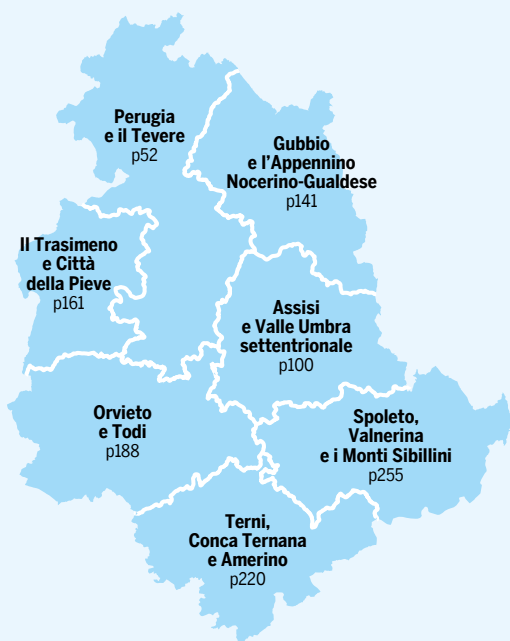 Perugia
e il Tevere
p52
Gubbio
e l'Appennino
Nocerino-Gualdese
p141
Il Trasimeno
e Città
della Pieve
p161
Assisi
e Valle Umbra
settentrionale
p100
Orvieto
e Todi
p188
Spoleto,
Valnerina
e i Monti Sibillini
p255
Terni,
Conca Ternana
e Amerino
p220